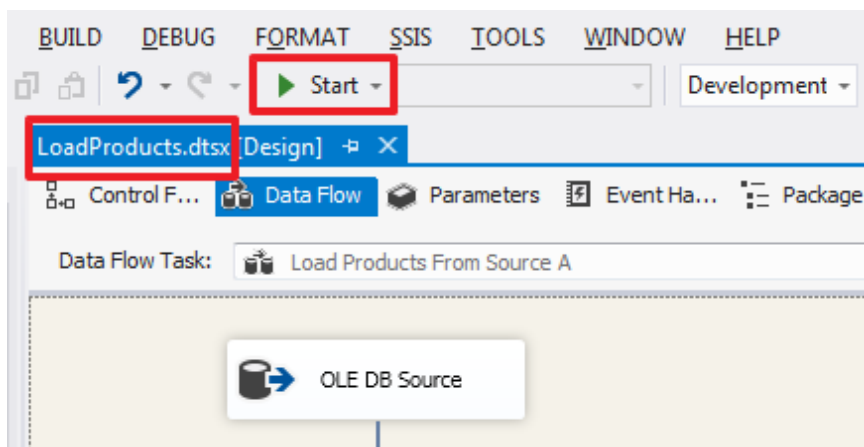 BUILD DEBUG FORMAT SSIS TOOLS WINDOW HELP
Start Development
LoadProducts.dtsx [Design]
Control F... Data Flow Parameters Event Ha... Package
Data Flow Task: Load Products From Source A
OLE DB Source